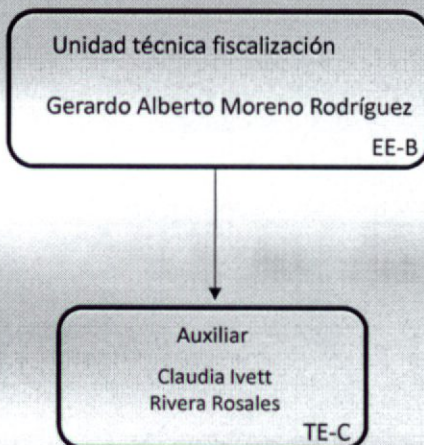 Unidad técnica fiscalización
Gerardo Alberto Moreno Rodríguez
EE-B
Auxiliar
Claudia Ivett
Rivera Rosales
TE-C